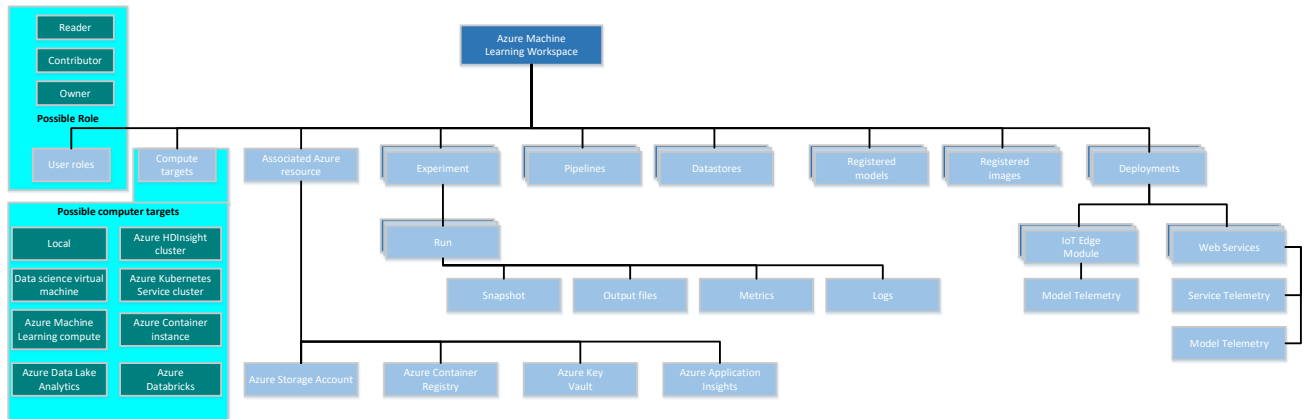 Reader
Contributor
Owner
Possible Role
Azure Machine
Learning Workspace
User roles
Compute
targets
Associated Azure
resource
Experiment
Pipelines
Datastores
Registered
models
Registered
images
Deployments
Possible computer targets
Local
Azure HDInsight
cluster
Data science virtual
machine
Azure Kubernetes
Service cluster
Azure Machine
Learning compute
Azure Container
instance
Azure Data Lake
Analytics
Azure
Databricks
Run
IoT Edge
Module
Web Services
Snapshot
Output files
Metrics
Logs
Model Telemetry
Service Telemetry
Model Telemetry
Azure Storage Account
Azure Container
Registry
Azure Key
Vault
Azure Application
Insights